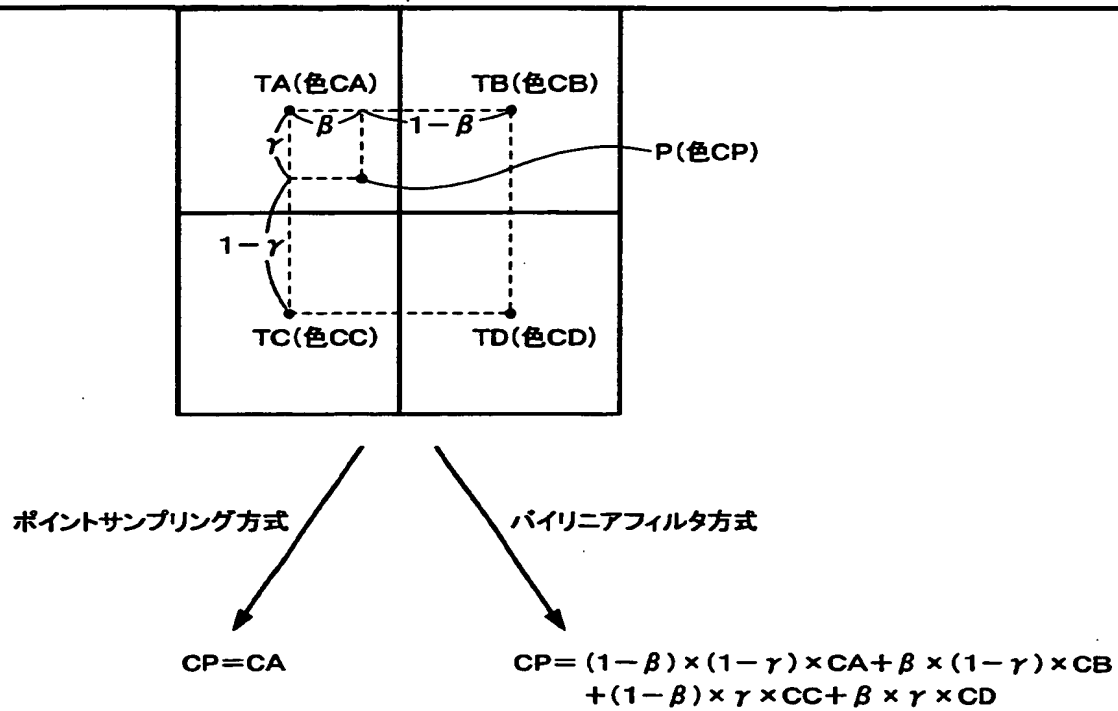 TA(色CA)
TB(色CB)
β
1-β
γ
P(色CP)
1-γ
TC(色CC)
TD(色CD)
ポイントサンプリング方式
バイリニアフィルタ方式
CP=CA
CP=(1-β)×(1-γ)×CA+β×(1-γ)×CB
+(1-β)×γ×CC+β×γ×CD